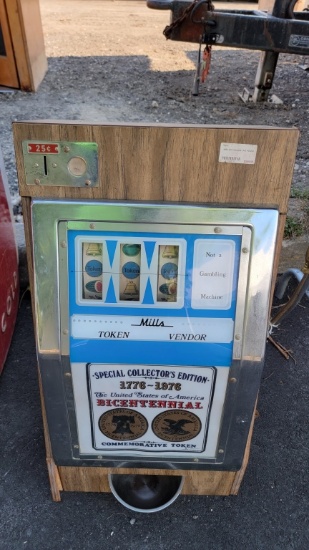 25¢
Not a
Gambling
Machine
Mills
TOKEN VENDOR
SPECIAL COLLECTOR'S EDITION
1776-1976
The United States of America
BICENTENNIAL
COMMEMORATIVE TOKEN